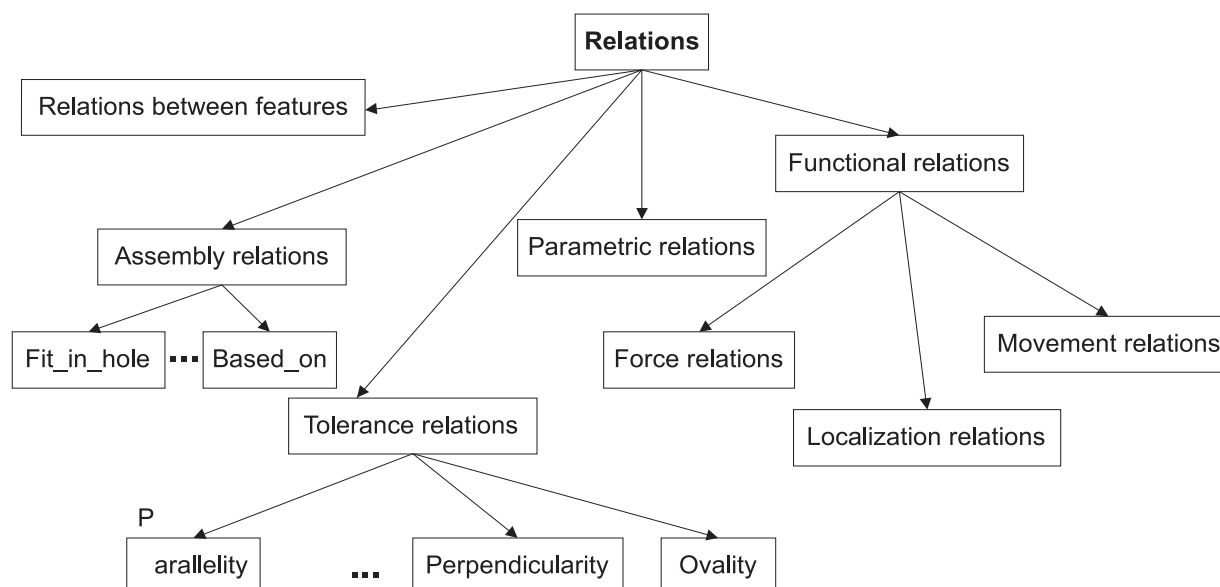 Relations
Relations between features
Functional relations
Parametric relations
Assembly relations
Fit_in_hole ... Based_on
Force relations
Movement relations
Tolerance relations
Localization relations
P
arallelity ... Perpendicularity
Ovality